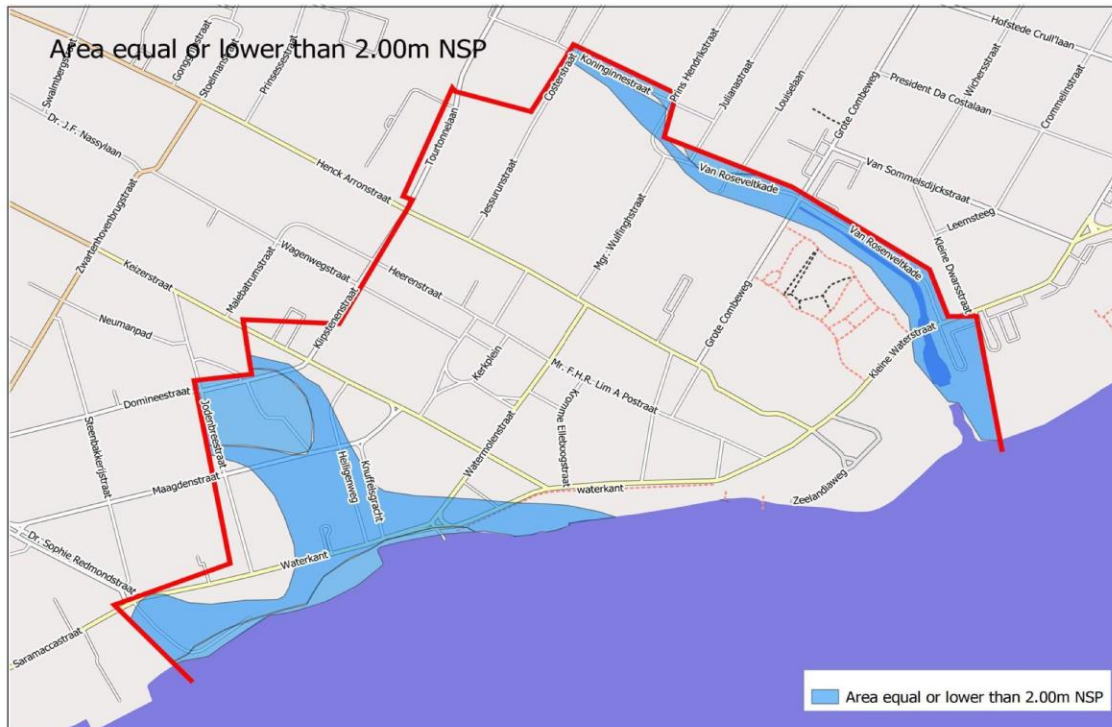 Area equal or lower than 2.00m NSP
Swalmbergstraat
Gongrijpstraat
Stoelmanstraat
Prinsessestraat
Dr. J.F. Nassylaan
Zwartenhovenbrugstraat
Henck Arronstraat
Tourtonnelaan
Costerstraat
Koninginnestraat
Prins Hendrikstraat
Julianastraat
Louiselaan
Grote Combeweg
Hofstede Crull'laan
President Da Costalaan
Wichersstraat
Crommelinstraat
Van Sommelsdijckstraat
Leemsteeg
Van Roseveltkade
Van Rosenveltkade
Kleine Dwarsstraat
Jessurunstraat
Mgr. Wulfinghstraat
Wagenwegstraat
Malebatrumstraat
Keizerstraat
Heerenstraat
Klipstenenstraat
Neumanpad
Grote Combeweg
Kleine Waterstraat
Kerkplein
Mr. F.H.R. Lim A Postraat
Kromme Elleboogstraat
Watermolenstraat
Domineestraat
Jodenbreestraat
Steenbakkerijstraat
Maagdenstraat
Heiligenweg
Knuffelsgracht
waterkant
Zeelandiaweg
Dr. Sophie Redmondstraat
Waterkant
Saramaccastraat
Area equal or lower than 2.00m NSP